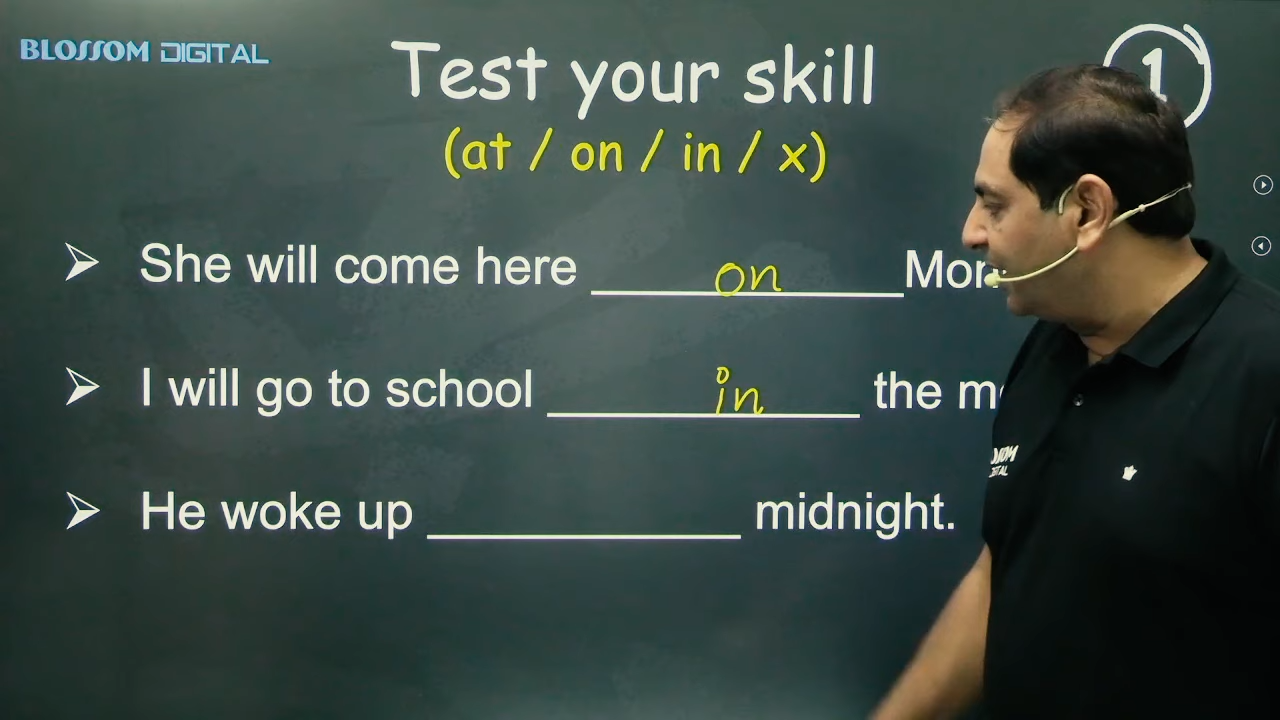 BLOSSOM DIGITAL
Test your skill
1
(at / on / in / x)
She will come here on
I will go to school in the
He woke up midnight.